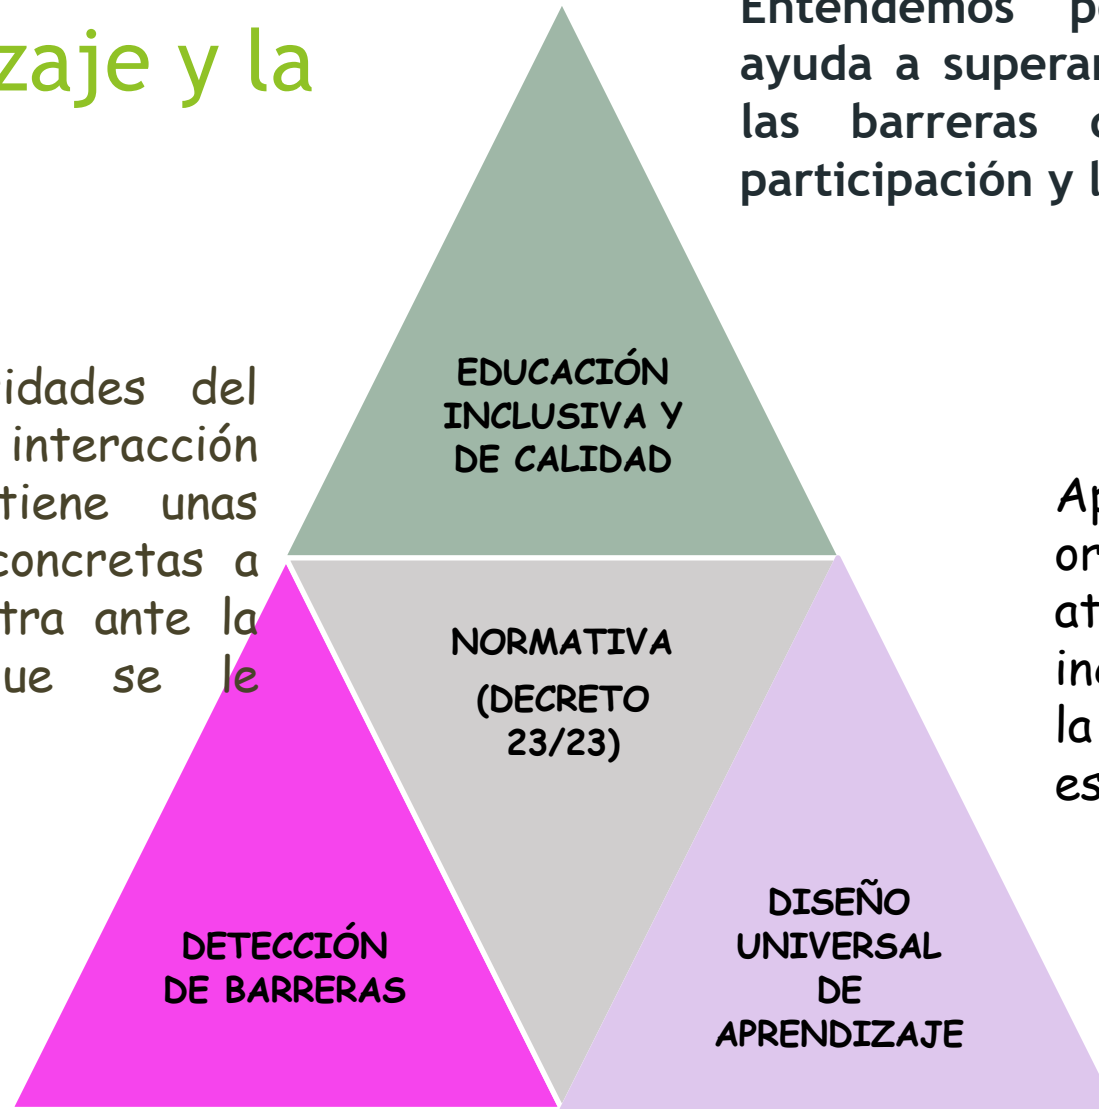 zaje y la
Entendemos
ayuda a superar
las barreras
participación y
EDUCACIÓN
INCLUSIVA Y
DE CALIDAD
idades del
interacción
tiene unas
concretas a
tra ante la
ue se le
NORMATIVA
(DECRETO
23/23)
la
DETECCIÓN
DE BARRERAS
DISEÑO
UNIVERSAL
DE
APRENDIZAJE